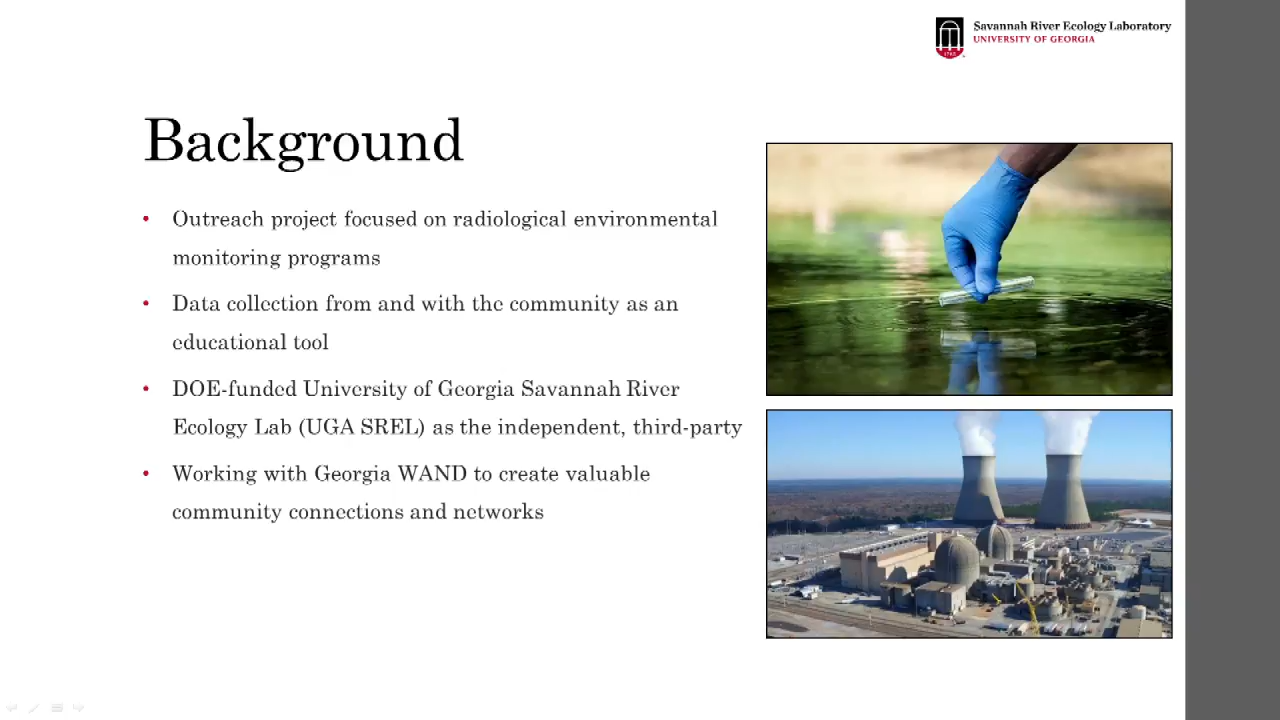 Savannah River Ecology Laboratory
UNIVERSITY OF GEORGIA
1785
Background
• Outreach project focused on radiological environmental
monitoring programs
• Data collection from and with the community as an
educational tool
• DOE-funded University of Georgia Savannah River
Ecology Lab (UGA SREL) as the independent, third-party
• Working with Georgia WAND to create valuable
community connections and networks